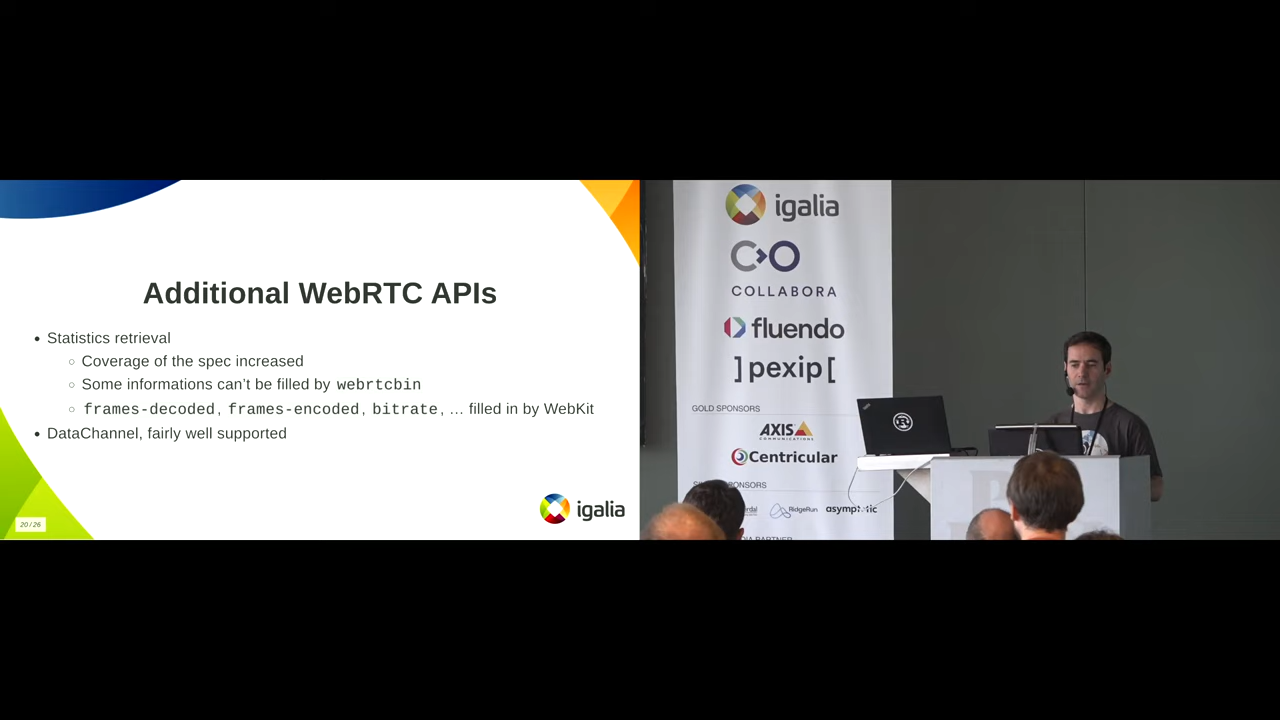 Additional WebRTC APIs
Statistics retrieval
Coverage of the spec increased
Some informations can't be filled by webrtcbin
frames-decoded, frames-encoded, bitrate, … filled in by WebKit
DataChannel, fairly well supported
20 / 26
igalia
igalia
COLLABORA
fluendo
]pexip[
GOLD SPONSORS
AXIS
COMMUNICATIONS
Centricular
RidgeRun
asymptotic